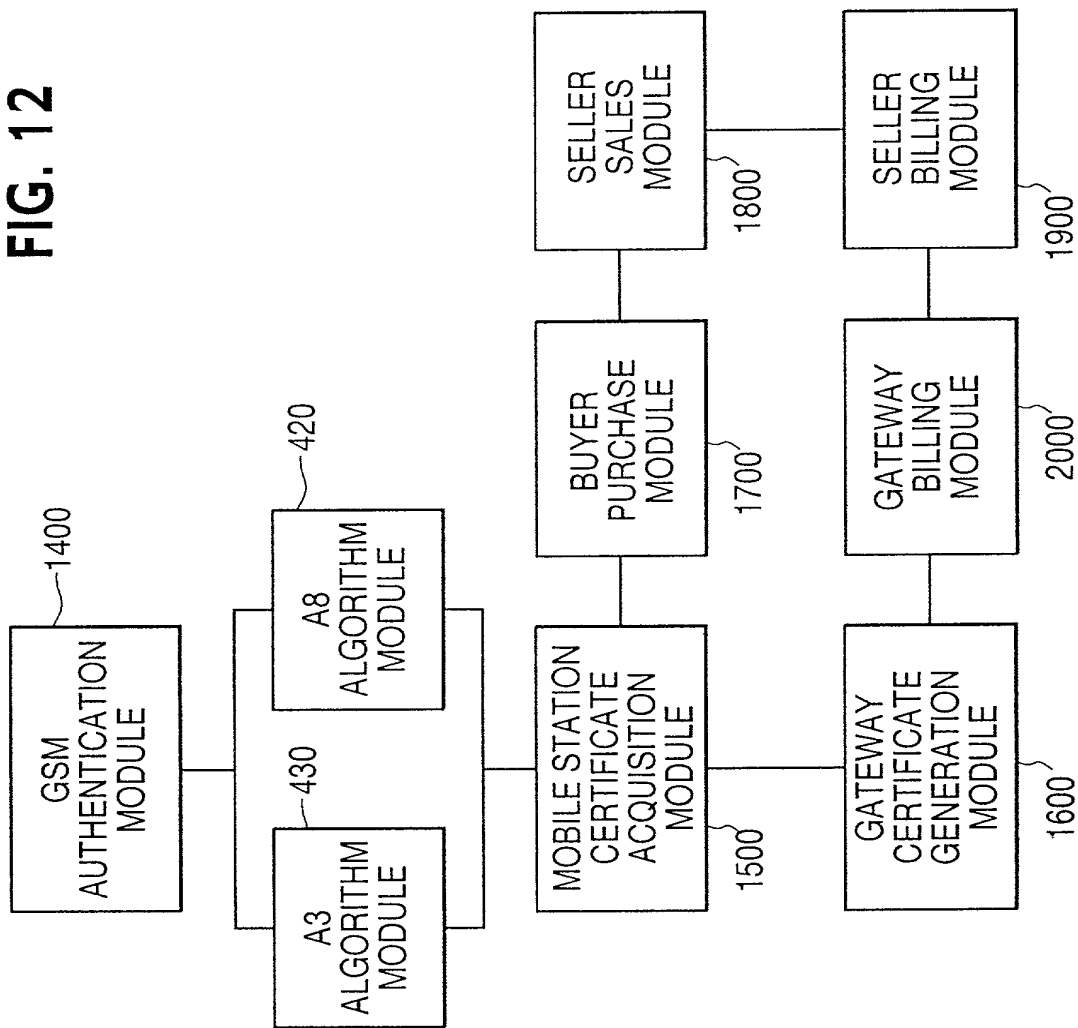 FIG. 12
GSM
AUTHENTICATION
MODULE
1400
A3
ALGORITHM
MODULE
430
A8
ALGORITHM
MODULE
420
MOBILE STATION
CERTIFICATE
ACQUISITION
MODULE
1500
BUYER
PURCHASE
MODULE
1700
SELLER
SALES
MODULE
1800
GATEWAY
CERTIFICATE
GENERATION
MODULE
1600
GATEWAY
BILLING
MODULE
2000
SELLER
BILLING
MODULE
1900